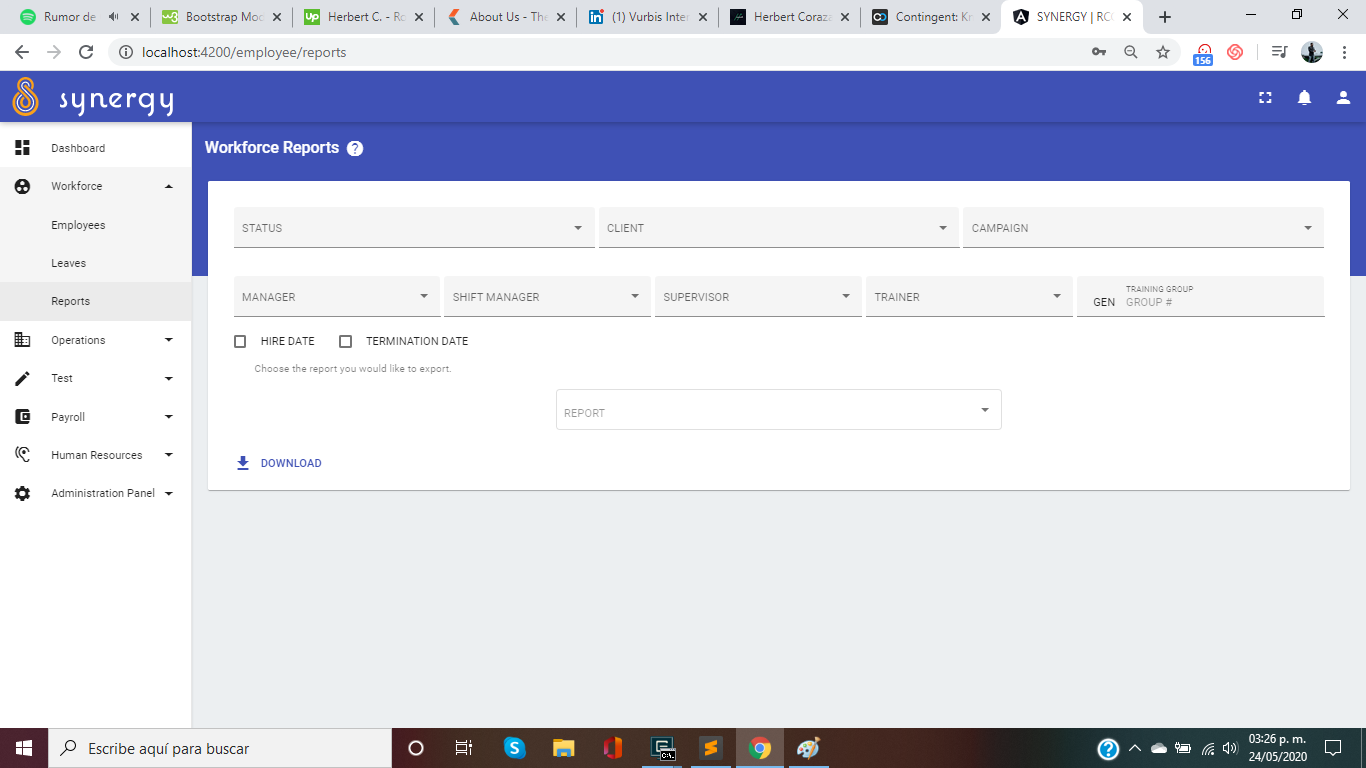 Rumor de
Bootstrap Moc
Herbert C. - Ro
About Us - The
(1) Vurbis Inter
Herbert Coraza
Contingent: Kr
SYNERGY | RCC
localhost:4200/employee/reports
156
synergy
Dashboard
Workforce
Employees
Leaves
Reports
Operations
Test
Payroll
Human Resources
Administration Panel
Workforce Reports ?
STATUS
CLIENT
CAMPAIGN
MANAGER
SHIFT MANAGER
SUPERVISOR
TRAINER
TRAINING GROUP
GEN GROUP #
HIRE DATE
TERMINATION DATE
Choose the report you would like to export.
REPORT
DOWNLOAD
Escribe aquí para buscar
03:26 p. m.
24/05/2020